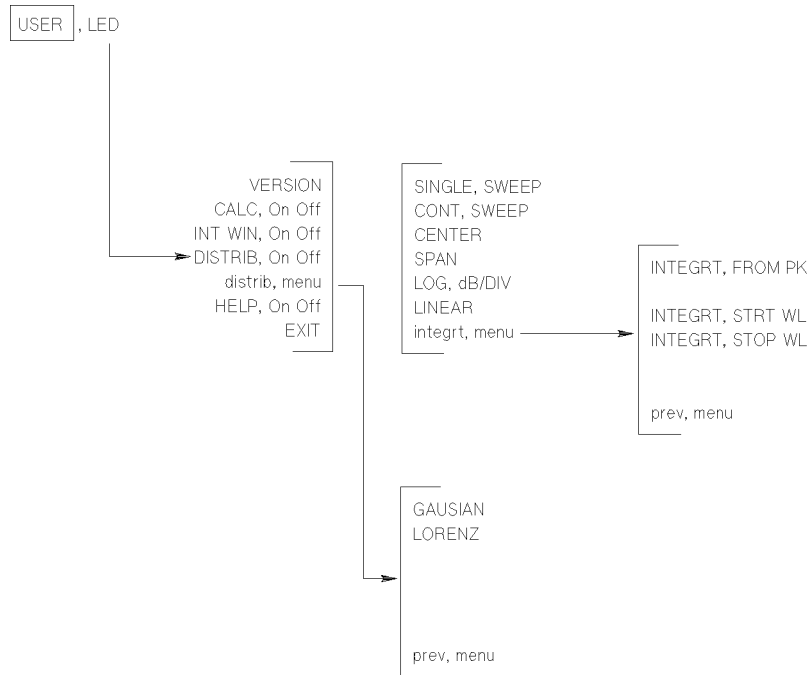 USER , LED
VERSION
CALC, On Off
INT WIN, On Off
DISTRIB, On Off
distrib, menu
HELP, On Off
EXIT
SINGLE, SWEEP
CONT, SWEEP
CENTER
SPAN
LOG, dB/DIV
LINEAR
integrt, menu
INTEGRT, FROM PK
INTEGRT, STRT WL
INTEGRT, STOP WL
prev, menu
GAUSIAN
LORENZ
prev, menu